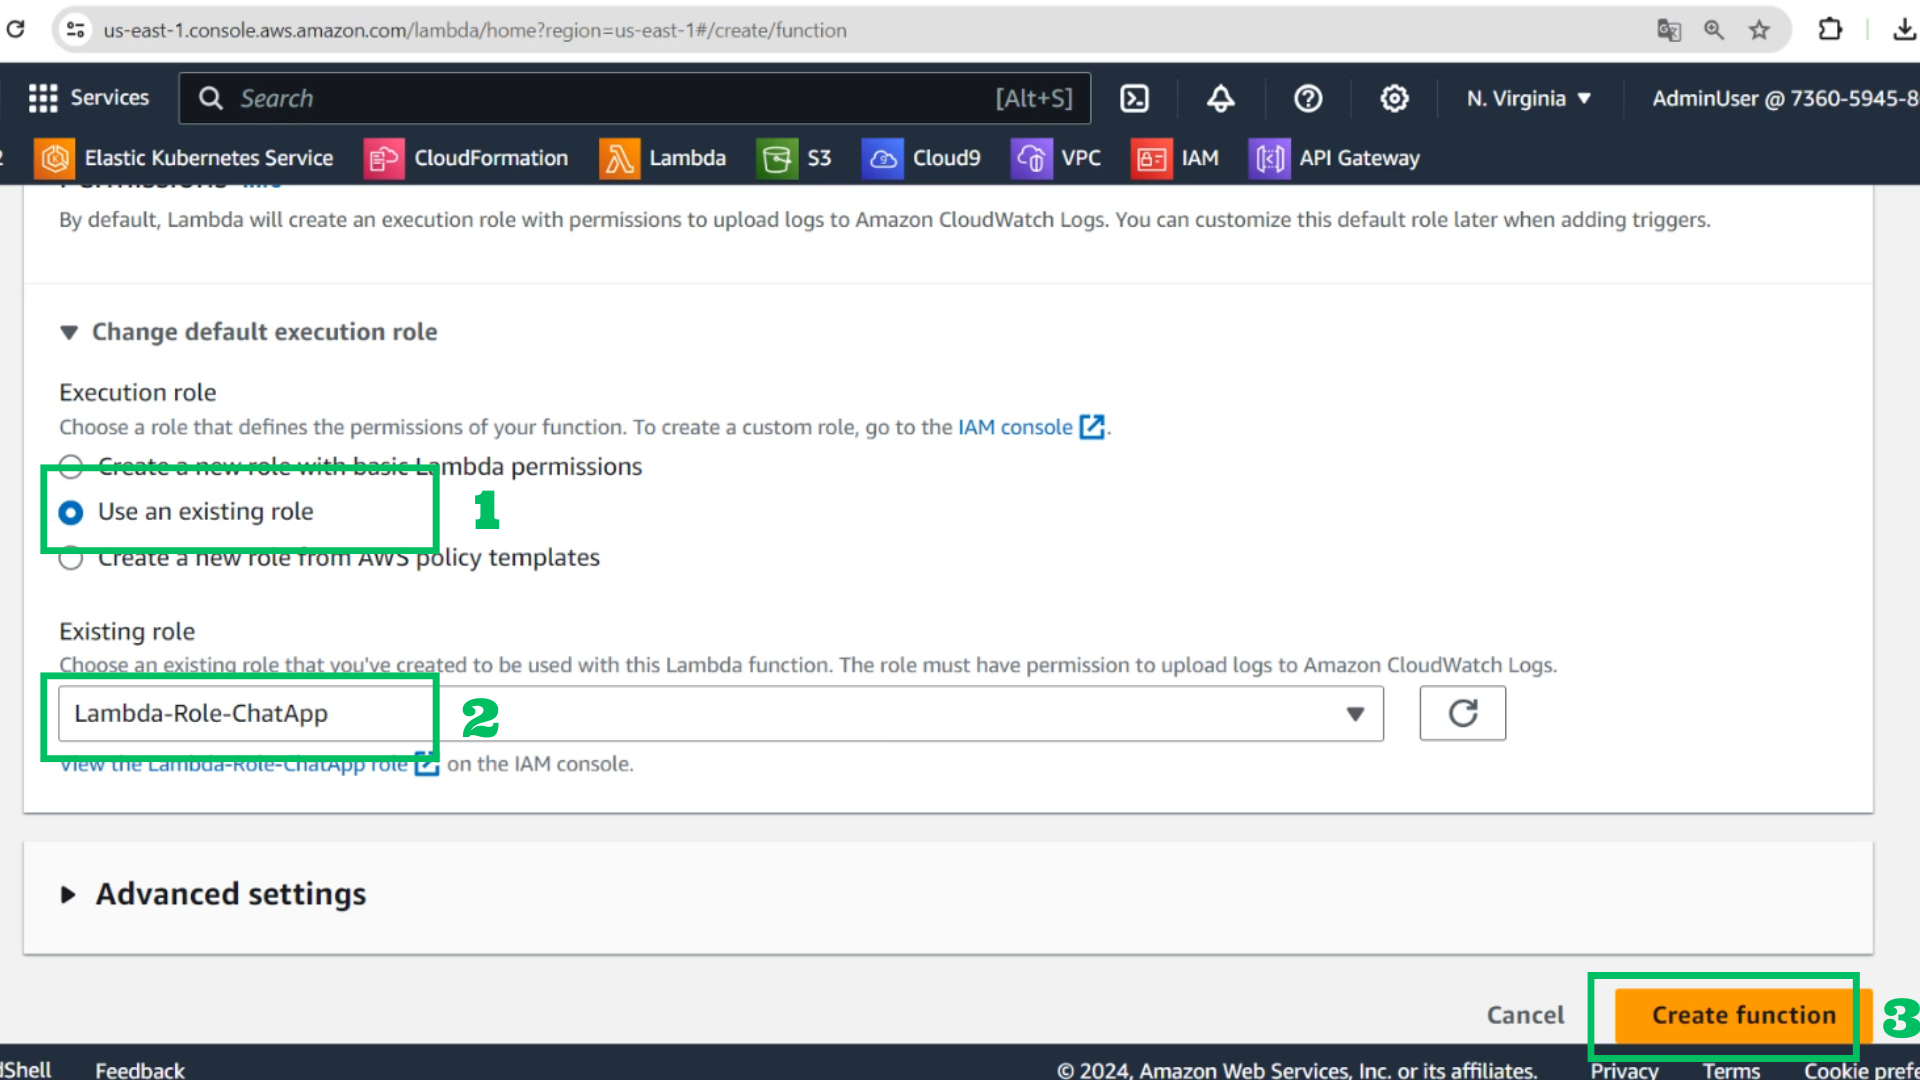 us-east-1.console.aws.amazon.com/lambda/home?region=us-east-1#/create/function
Services
Search
[Alt+S]
N. Virginia
AdminUser @ 7360-5945-8
2
Elastic Kubernetes Service
CloudFormation
Lambda
S3
Cloud9
VPC
IAM
API Gateway
Permissions Info
By default, Lambda will create an execution role with permissions to upload logs to Amazon CloudWatch Logs. You can customize this default role later when adding triggers.
Change default execution role
Execution role
Choose a role that defines the permissions of your function. To create a custom role, go to the IAM console.
Create a new role with basic Lambda permissions
Use an existing role
1
Create a new role from AWS policy templates
Existing role
Choose an existing role that you've created to be used with this Lambda function. The role must have permission to upload logs to Amazon CloudWatch Logs.
Lambda-Role-ChatApp
2
View the Lambda-Role-ChatApp role on the IAM console.
Advanced settings
Cancel
Create function
3
dShell
Feedback
© 2024, Amazon Web Services, Inc. or its affiliates.
Privacy
Terms
Cookie prefe